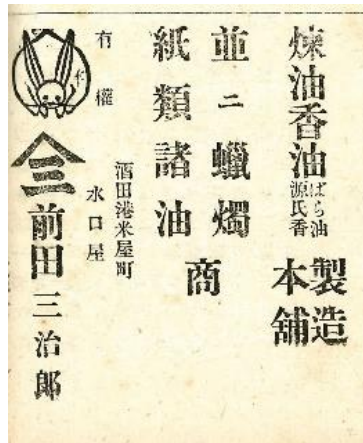 煉油香油
ばら油
源氏香
製造
本舗
並ニ蠟燭
紙類諸油
商
酒田港米屋町
水口屋
有權
前田三治郎